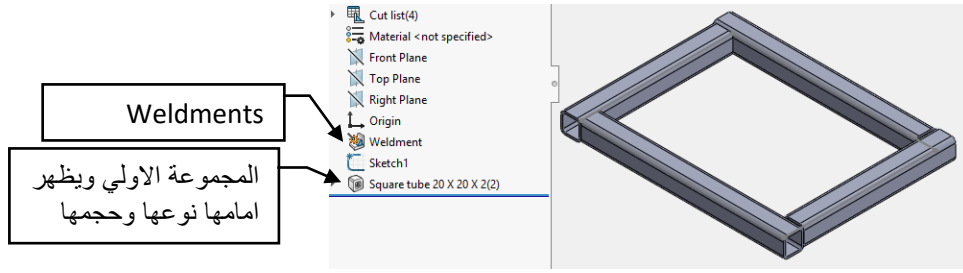 Cut list(4)
Material <not specified>
Front Plane
Top Plane
Right Plane
Origin
Weldment
Sketch1
Square tube 20 X 20 X 2(2)
Weldments
المجموعة الاولي ويظهر
امامها نوعها وحجمها